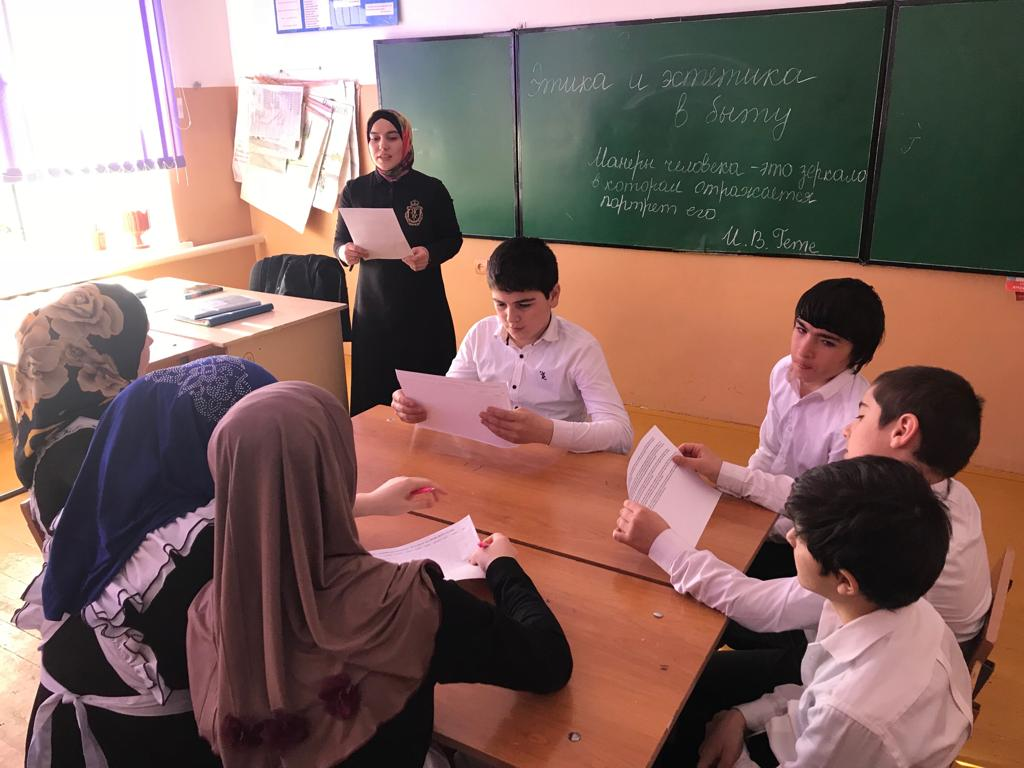 Этика и эстетика
в быту
Манеры человека - это зеркало
в котором отражается
портрет его.
И. В. Гете